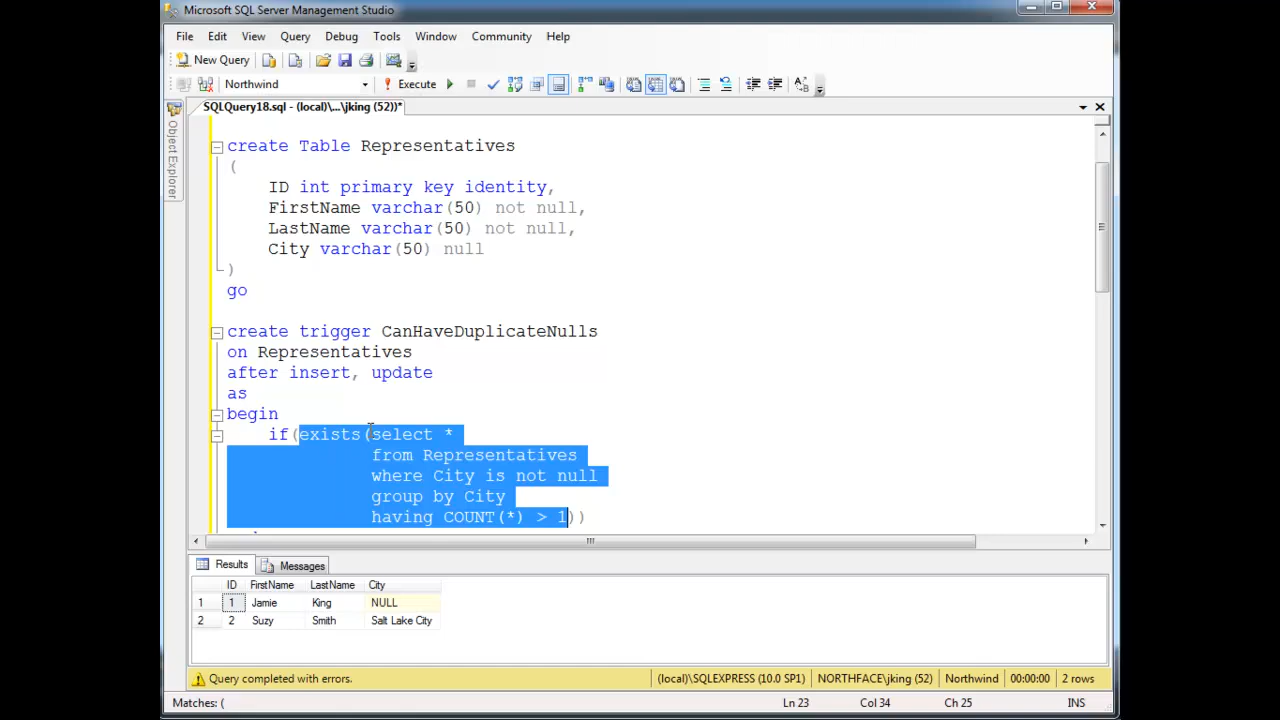 Microsoft SQL Server Management Studio
File Edit View Query Debug Tools Window Community Help
New Query
Northwind Execute
SQLQuery18.sql - (local)\...\jking (52))*
Object Explorer
create Table Representatives
(
ID int primary key identity,
FirstName varchar(50) not null,
LastName varchar(50) not null,
City varchar(50) null
)
go
create trigger CanHaveDuplicateNulls
on Representatives
after insert, update
as
begin
if(exists(select *
from Representatives
where City is not null
group by City
having COUNT(*) > 1))
Results Messages
ID FirstName LastName City
1 1 Jamie King NULL
2 2 Suzy Smith Salt Lake City
Query completed with errors. (local)\SQLEXPRESS (10.0 SP1) NORTHFACE\jking (52) Northwind 00:00:00 2 rows
Matches: ( Ln 23 Col 34 Ch 25 INS